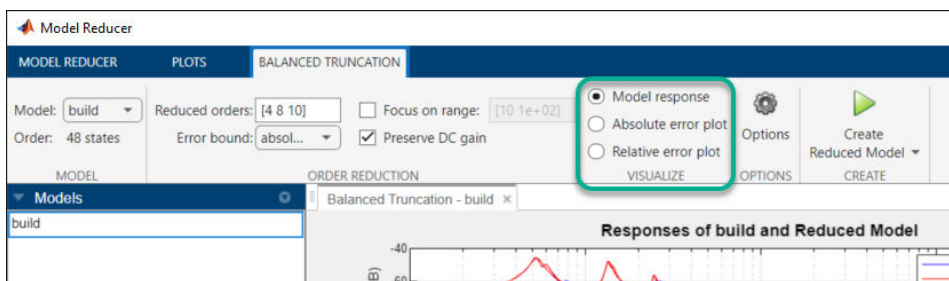 Model Reducer
MODEL REDUCER PLOTS BALANCED TRUNCATION
Model: build Reduced orders: [4 8 10] Focus on range: [10 1e+02] Model response
Absolute error plot
Order: 48 states Error bound: absol... Preserve DC gain Relative error plot
Options Create
Reduced Model
MODEL ORDER REDUCTION VISUALIZE OPTIONS CREATE
Models Balanced Truncation - build ×
build
Responses of build and Reduced Model
-40
-60
B)